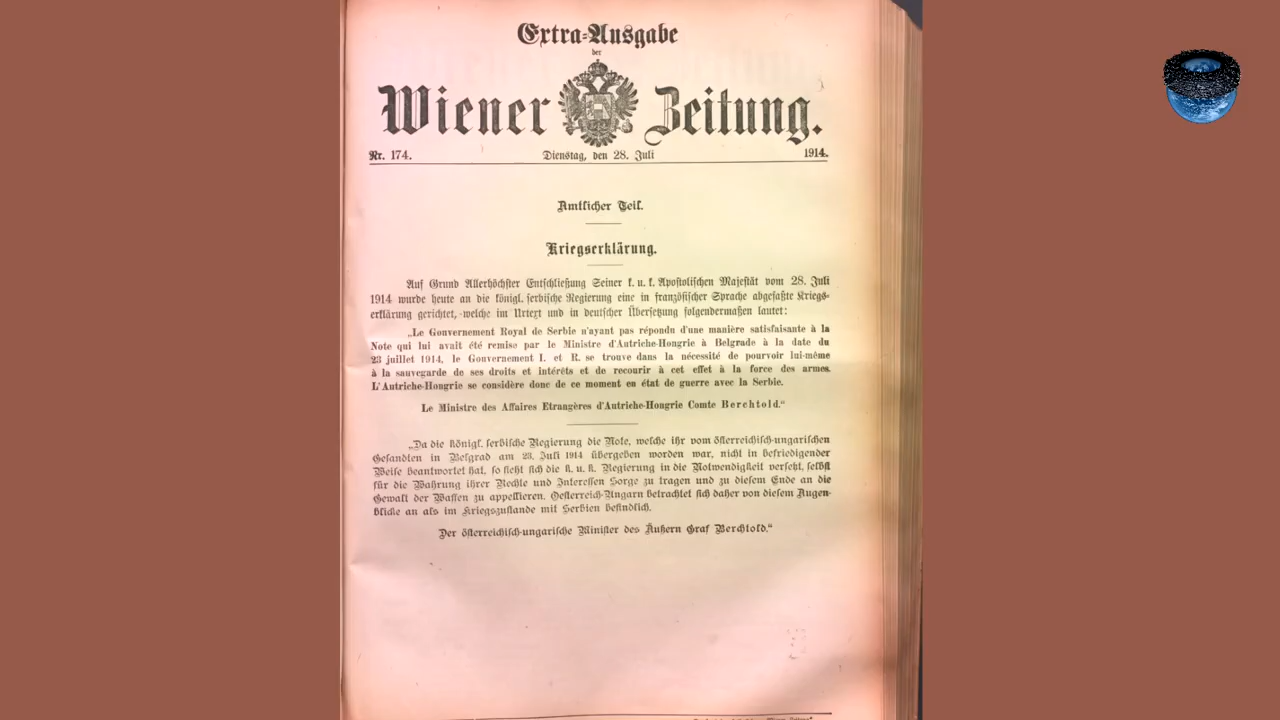 Extra-Ausgabe
der
Wiener Zeitung.
Nr. 174. Dienstag, den 28. Juli 1914.
Amtlicher Teil.
Kriegserklärung.
Auf Grund Allerhöchster Entschließung Seiner k. u. k. Apostolischen Majestät vom 28. Juli
1914 wurde heute an die königl. serbische Regierung eine in französischer Sprache abgefaßte Kriegs-
erklärung gerichtet, welche im Urtext und in deutscher Übersetzung folgendermaßen lautet:
„Le Gouvernement Royal de Serbie n'ayant pas répondu d'une manière satisfaisante à la
Note qui lui avait été remise par le Ministre d'Autriche-Hongrie à Belgrade à la date du
23 juillet 1914, le Gouvernement I. et R. se trouve dans la nécessité de pourvoir lui-même
à la sauvegarde de ses droits et intérêts et de recourir à cet effet à la force des armes.
L'Autriche-Hongrie se considère donc de ce moment en état de guerre avec la Serbie.
Le Ministre des Affaires Etrangères d'Autriche-Hongrie Comte Berchtold.“
„Da die Königl. serbische Regierung die Note, welche ihr vom österreichisch-ungarischen
Gesandten in Belgrad am 23. Juli 1914 übergeben worden war, nicht in befriedigender
Weise beantwortet hat, so sieht sich die k. u. k. Regierung in die Notwendigkeit versetzt, selbst
für die Wahrung ihrer Rechte und Interessen Sorge zu tragen und zu diesem Ende an die
Gewalt der Waffen zu appellieren. Oesterreich-Ungarn betrachtet sich daher von diesem Augen-
blicke an als im Kriegszustande mit Serbien befindlich.
Der österreichisch-ungarische Minister des Äußern Graf Berchtold.“